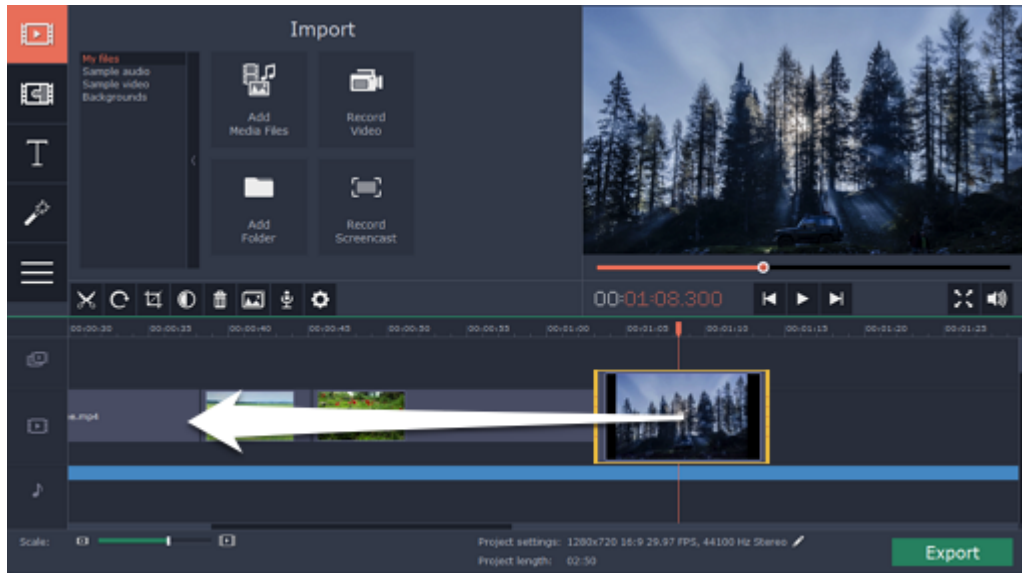 Import
My files
Sample audio
Sample video
Backgrounds
Add
Media Files
Record
Video
Add
Folder
Record
Screencast
T
00:01:08.300
00:00:30 00:00:35 00:00:40 00:00:45 00:00:50 00:00:55 00:01:00 00:01:05 00:01:10 00:01:15 00:01:20 00:01:25
e.mp4
Scale:
Project settings: 1280x720 16:9 29.97 FPS, 44100 Hz Stereo
Project length: 02:50
Export